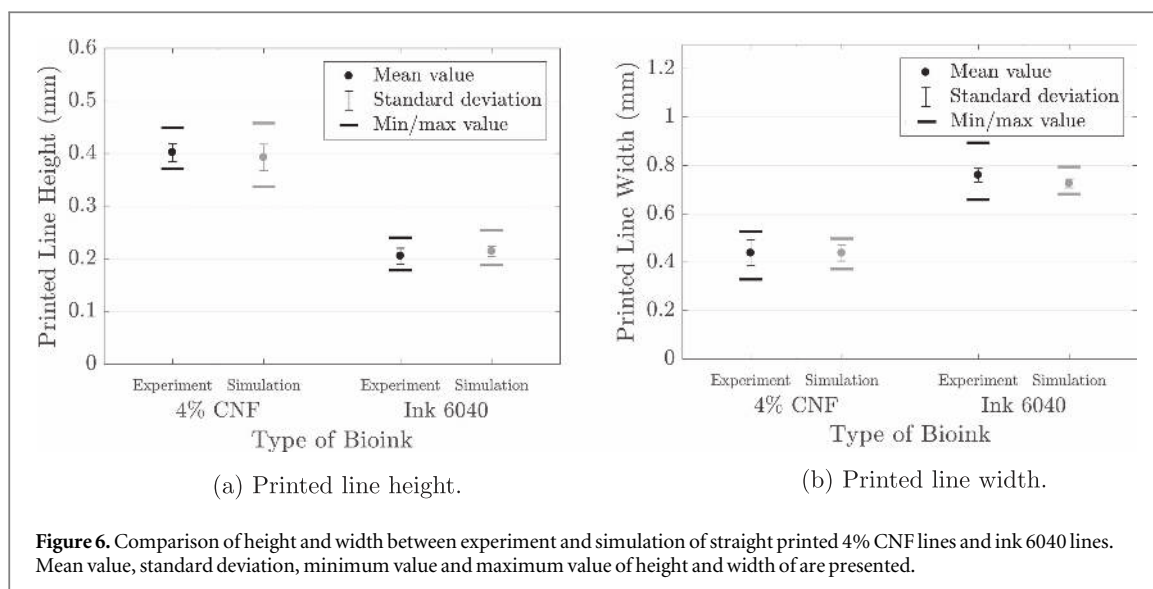 0.6
0.5
0.4
0.3
0.2
0.1
0
Printed Line Height (mm)
Mean value
Standard deviation
Min/max value
Experiment Simulation Experiment Simulation
4% CNF Ink 6040
Type of Bioink
(a) Printed line height.
1.2
1
0.8
0.6
0.4
0.2
0
Printed Line Width (mm)
Mean value
Standard deviation
Min/max value
Experiment Simulation Experiment Simulation
4% CNF Ink 6040
Type of Bioink
(b) Printed line width.
Figure 6. Comparison of height and width between experiment and simulation of straight printed 4% CNF lines and ink 6040 lines.
Mean value, standard deviation, minimum value and maximum value of height and width of are presented.